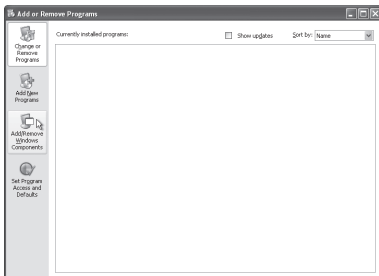 Add or Remove Programs
Change or
Remove
Programs
Currently installed programs:
Show updates
Sort by:
Name
Add New
Programs
Add/Remove
Windows
Components
Set Program
Access and
Defaults